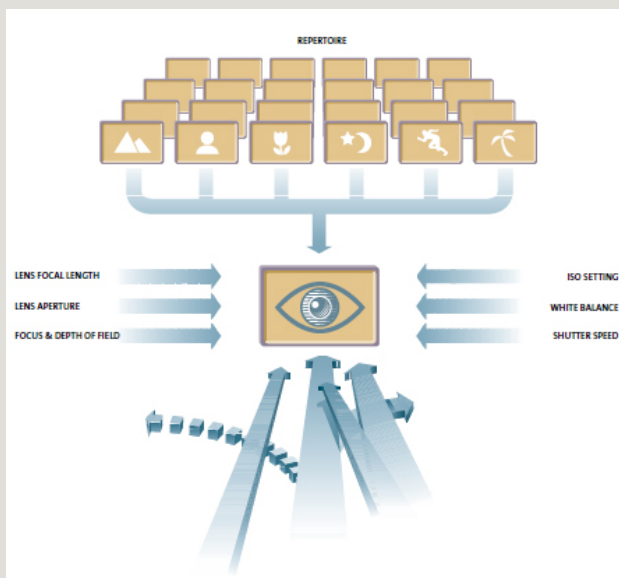 REPERTOIRE
LENS FOCAL LENGTH
ISO SETTING
LENS APERTURE
WHITE BALANCE
FOCUS & DEPTH OF FIELD
SHUTTER SPEED